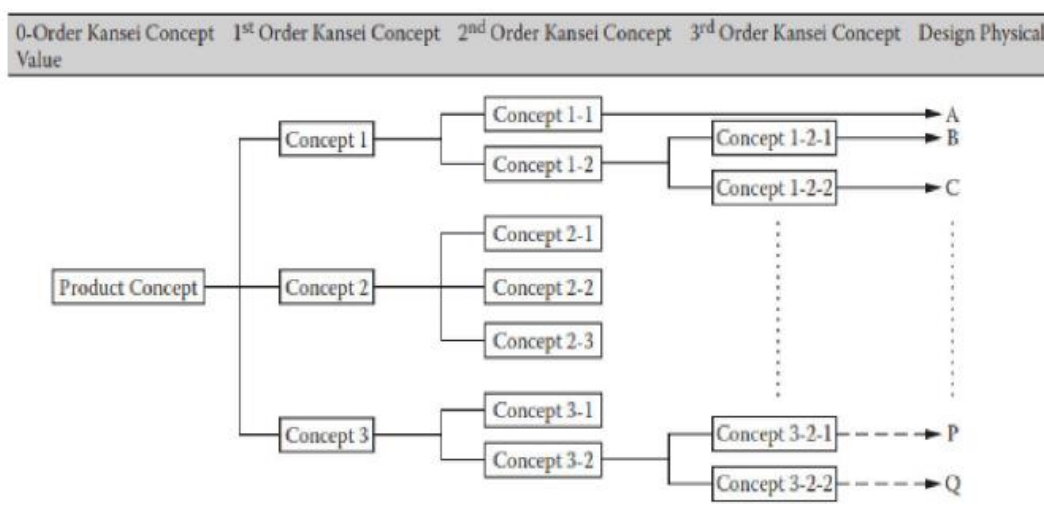 0-Order Kansei Concept 1st Order Kansei Concept 2nd Order Kansei Concept 3rd Order Kansei Concept Design Physical
Value
Concept 1-1 A
Concept 1 Concept 1-2-1 B
Concept 1-2
Concept 1-2-2 C
Concept 2-1
Product Concept Concept 2 Concept 2-2
Concept 2-3
Concept 3-1
Concept 3 Concept 3-2-1 P
Concept 3-2
Concept 3-2-2 Q